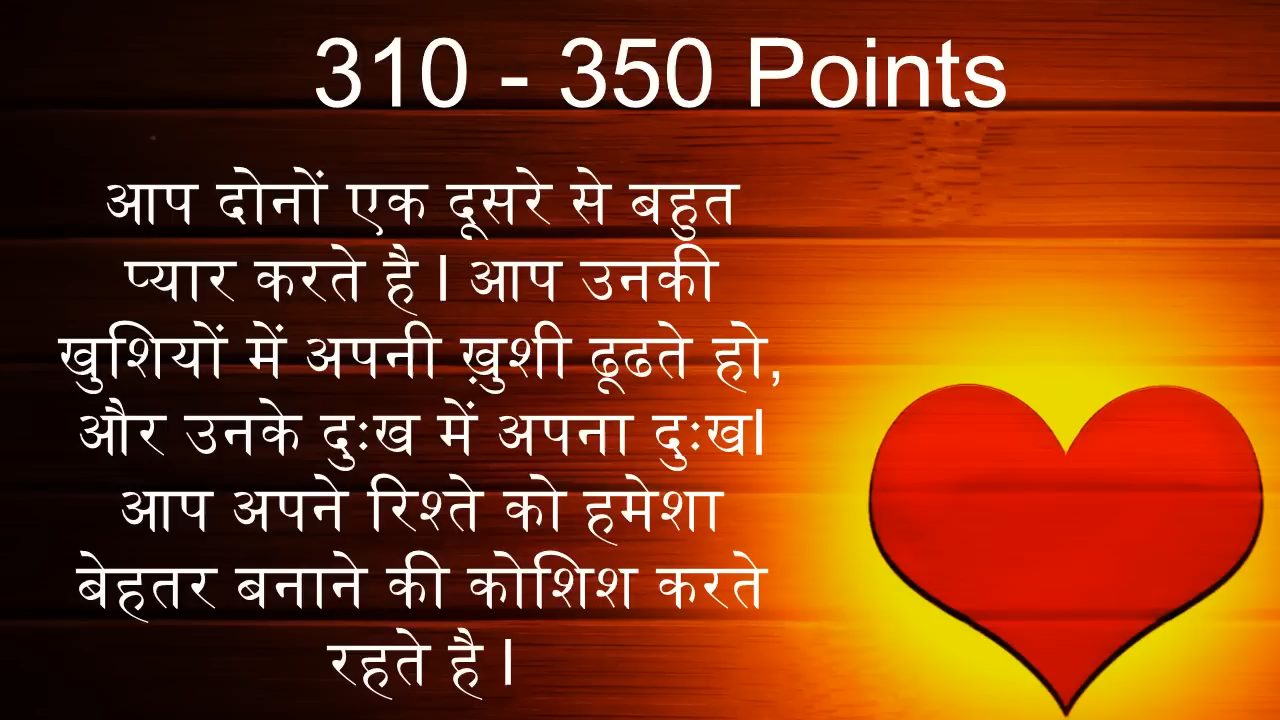 310 - 350 Points
आप दोनों एक दूसरे से बहुत
प्यार करते है l आप उनकी
खुशियों में अपनी ख़ुशी ढूढते हो,
और उनके दुःख में अपना दुःखl
आप अपने रिश्ते को हमेशा
बेहतर बनाने की कोशिश करते
रहते है l